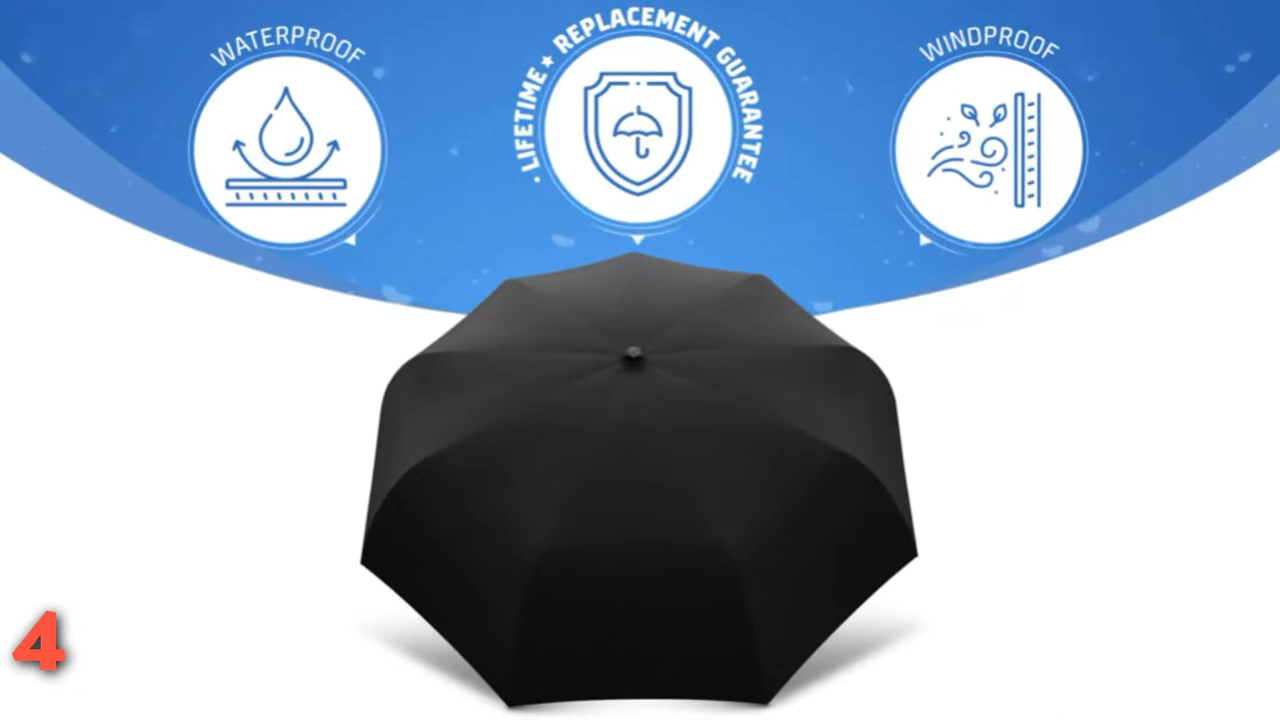 WATERPROOF
· LIFETIME ★ REPLACEMENT GUARANTEE
WINDPROOF
4